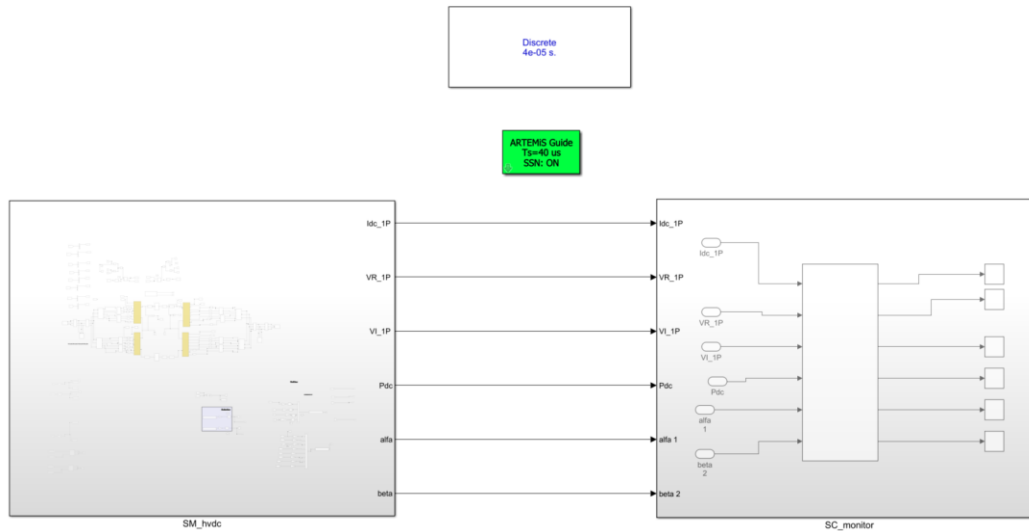 Discrete
4e-05 s.
ARTEMiS Guide
Ts=40 us
SSN: ON
Idc_1P
VR_1P
VI_1P
Pdc
alfa
beta
SM_hvdc
Idc_1P
VR_1P
VI_1P
Pdc
alfa 1
beta 2
Idc_1P
VR_1P
VI_1P
Pdc
alfa
1
beta
2
SC_monitor